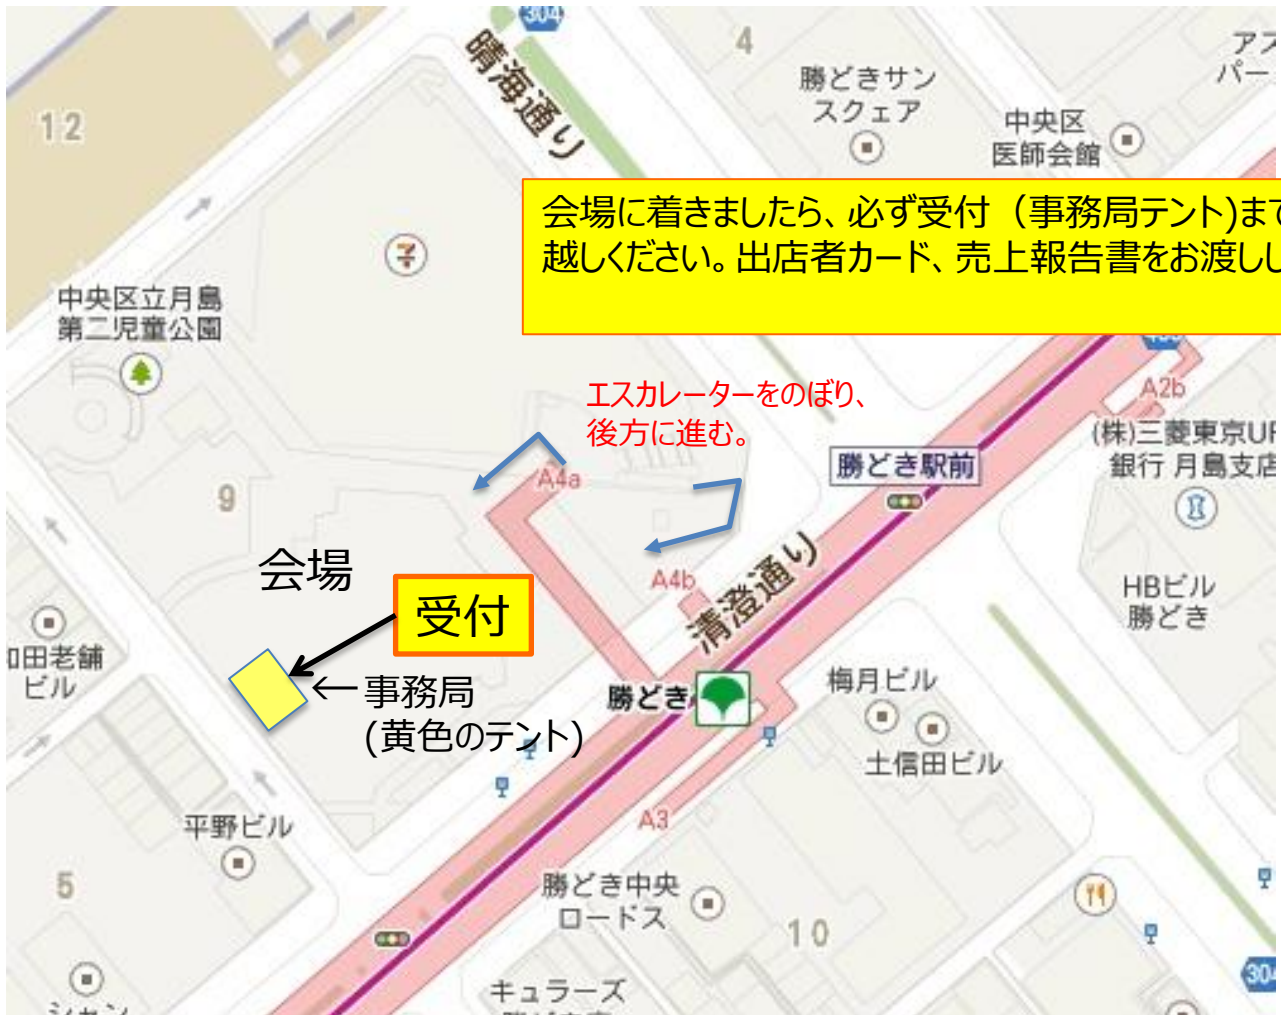 304
晴海通り
4
勝どきサン
スクェア
中央区
医師会館
アフ
パー
12
会場に着きましたら、必ず受付（事務局テント)まで
越しください。出店者カード、売上報告書をお渡しし
中央区立月島
第二児童公園
エスカレーターをのぼり、
後方に進む。
A2b
(株)三菱東京UF
銀行 月島支店
勝どき駅前
A4a
9
会場
受付
A4b
清澄通り
HBビル
勝どき
田老舗
ビル
←事務局
(黄色のテント)
勝どき
梅月ビル
土信田ビル
平野ビル
A3
5
勝どき中央
ロードス
10
304
キュラーズ